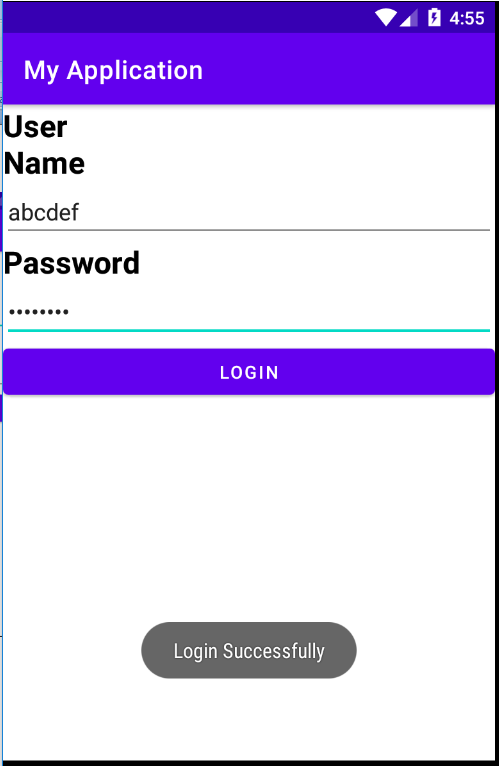 4:55
My Application
User
Name
abcdef
Password
••••••••
LOGIN
Login Successfully